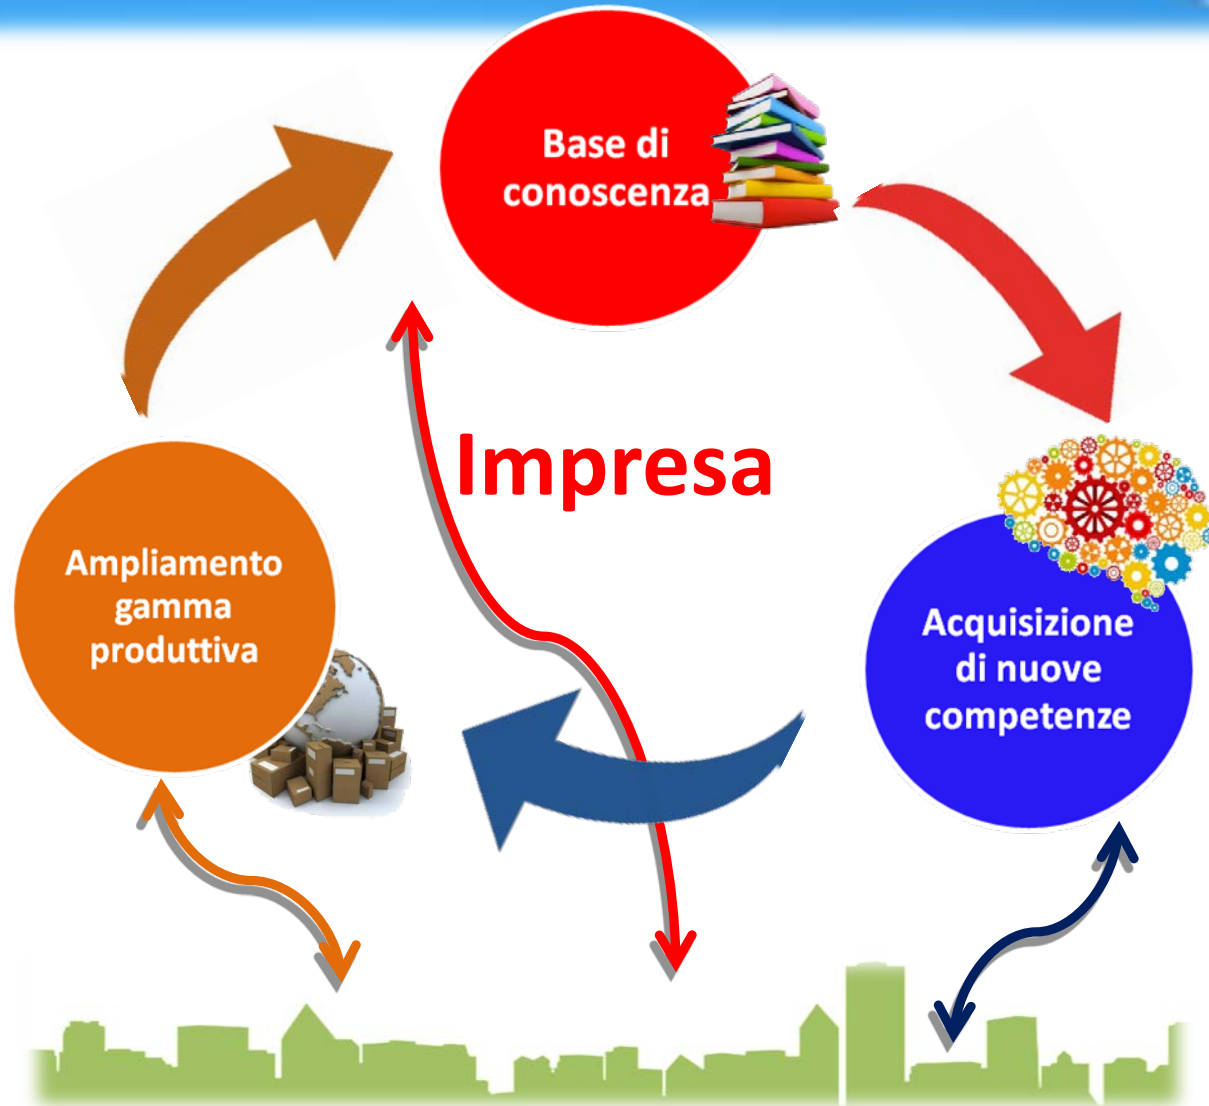 Base di
conoscenza
Impresa
Ampliamento
gamma
produttiva
Acquisizione
di nuove
competenze